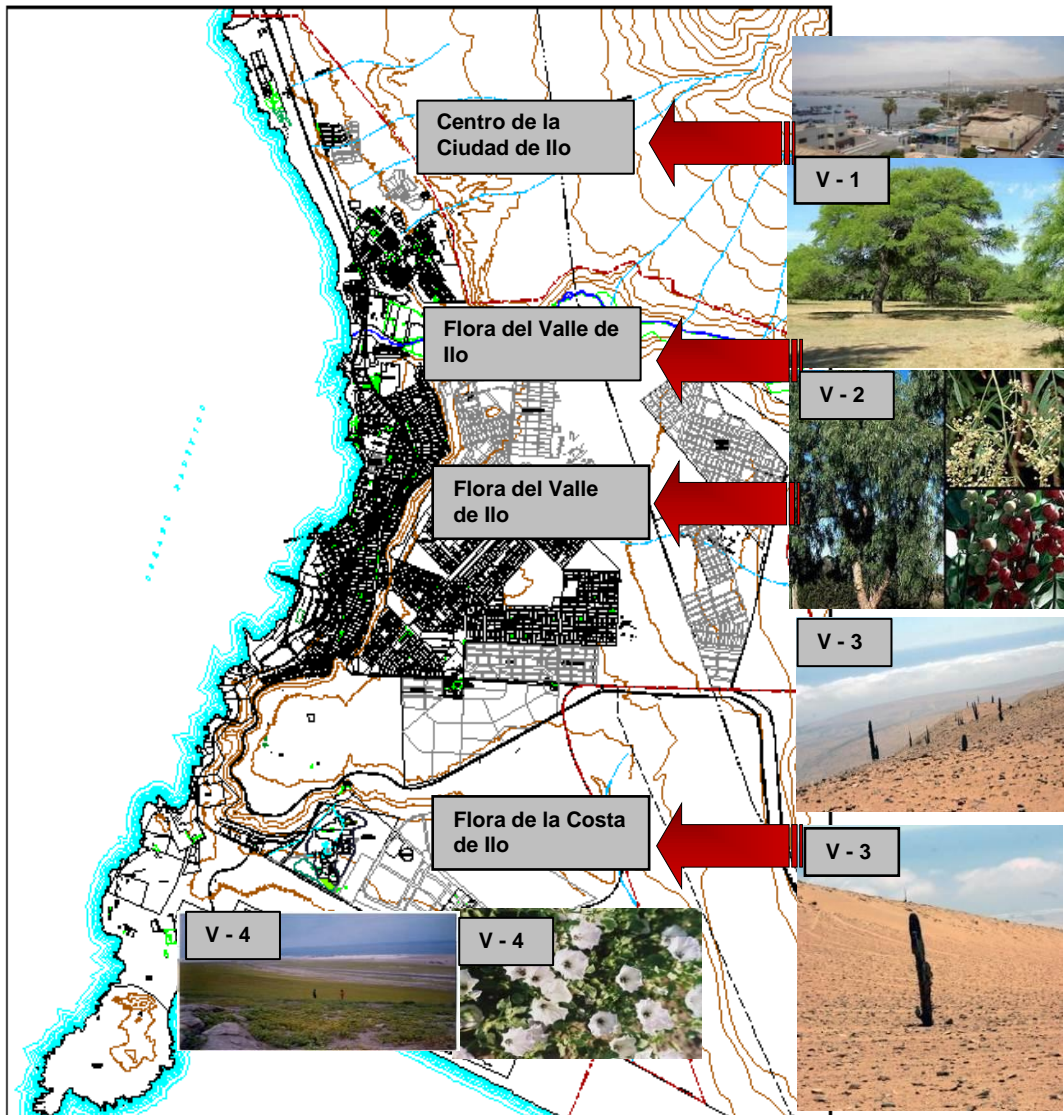 Centro de la
Ciudad de Ilo
V - 1
Flora del Valle de
Ilo
V - 2
Flora del Valle
de Ilo
V - 3
Flora de la Costa
de Ilo
V - 3
V - 4
V - 4